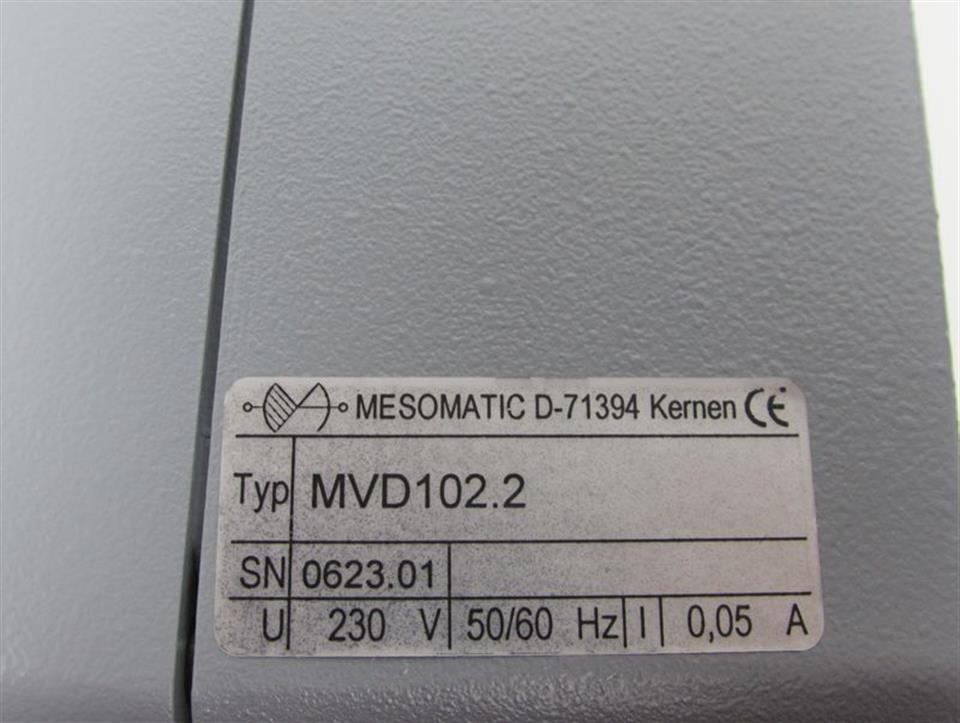 MESOMATIC D-71394 Kernen CE
Typ MVD102.2
SN 0623.01
U 230 V 50/60 Hz I 0,05 A